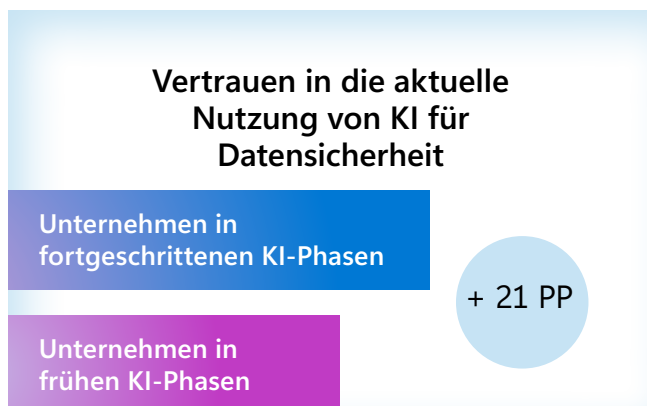 Vertrauen in die aktuelle
Nutzung von KI für
Datensicherheit
Unternehmen in
fortgeschrittenen KI-Phasen
+ 21 PP
Unternehmen in
frühen KI-Phasen